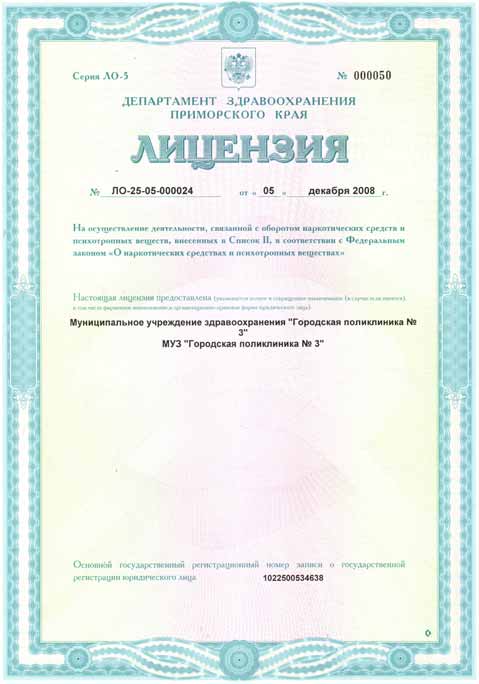 Серия ЛО-5
№ 000050
ДЕПАРТАМЕНТ ЗДРАВООХРАНЕНИЯ
ПРИМОРСКОГО КРАЯ
ЛИЦЕНЗИЯ
№ ЛО-25-05-000024 от « 05 » декабря 2008 г.
На осуществление деятельности, связанной с оборотом наркотических средств и
психотропных веществ, внесенных в Список II, в соответствии с Федеральным
законом «О наркотических средствах и психотропных веществах»
Настоящая лицензия предоставлена (указываются полное и сокращенное наименование (в случае если имеется),
в том числе фирменное наименование и организационно-правовая форма юридического лица)
Муниципальное учреждение здравоохранения "Городская поликлиника №
3"
МУЗ "Городская поликлиника № 3"
Основной государственный регистрационный номер записи о государственной
регистрации юридического лица 1022500534638